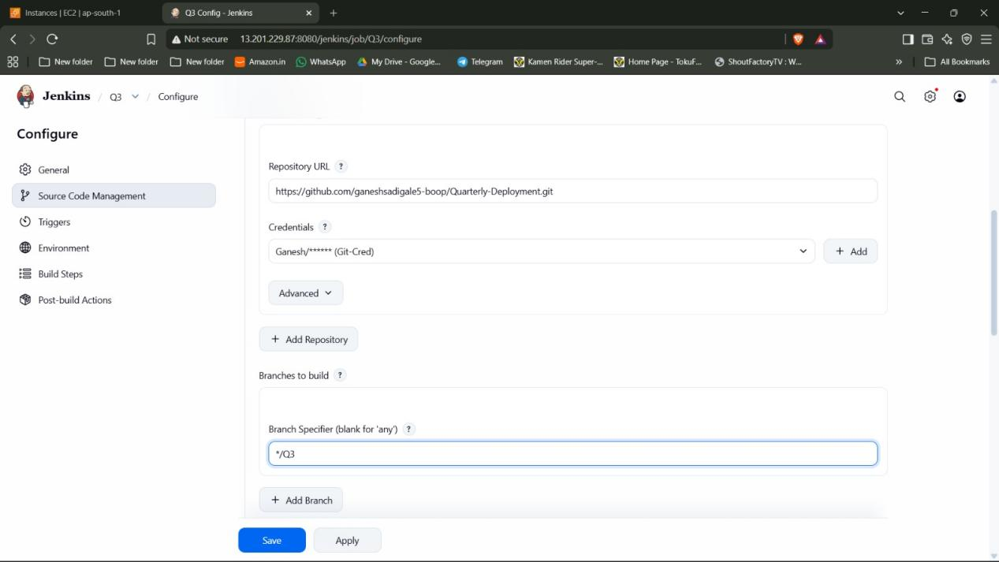 Instances | EC2 | ap-south-1
Q3 Config - Jenkins
Not secure 13.201.229.87:8080/jenkins/job/Q3/configure
New folder New folder New folder Amazon.in WhatsApp My Drive - Google... Telegram Kamen Rider Super-... Home Page - TokuF... ShoutFactoryTV : W... » All Bookmarks
Jenkins / Q3 / Configure
Configure
General
Source Code Management
Triggers
Environment
Build Steps
Post-build Actions
Repository URL ?
https://github.com/ganeshsadigale5-boop/Quarterly-Deployment.git
Credentials ?
Ganesh/****** (Git-Cred)
+ Add
Advanced
+ Add Repository
Branches to build ?
Branch Specifier (blank for 'any') ?
*/Q3
+ Add Branch
Save Apply